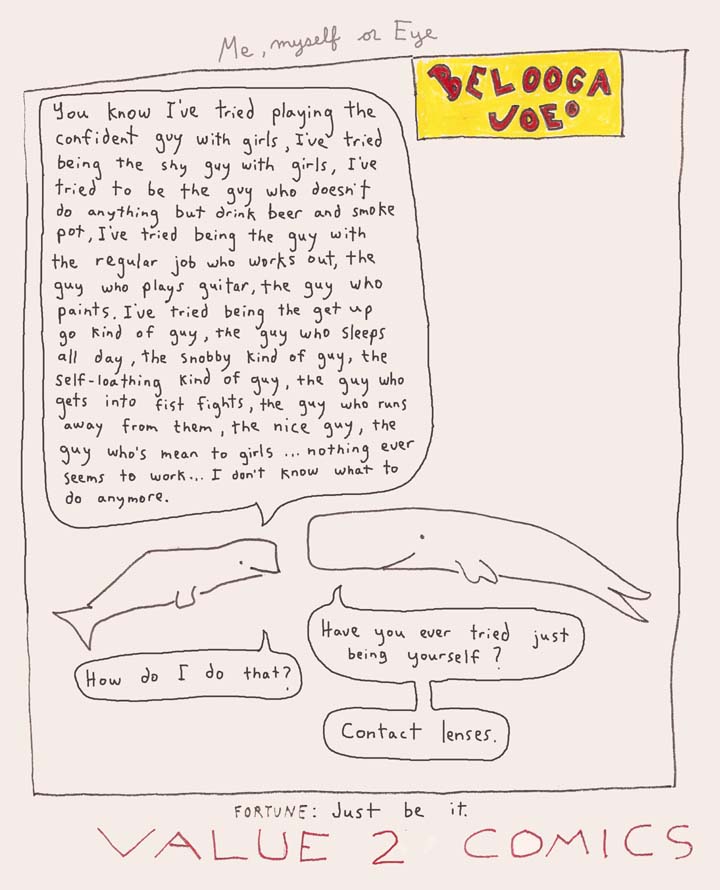 Me, myself or Eye
BELOOGA
JOE
You know I've tried playing the
confident guy with girls, I've tried
being the shy guy with girls, I've
tried to be the guy who doesn't
do anything but drink beer and smoke
pot, I've tried being the guy with
the regular job who works out, the
guy who plays guitar, the guy who
paints. I've tried being the get up
go kind of guy, the guy who sleeps
all day, the snobby kind of guy, the
self-loathing kind of guy, the guy who
gets into fist fights, the guy who runs
away from them, the nice guy, the
guy who's mean to girls ... nothing ever
seems to work... I don't know what to
do anymore.
Have you ever tried just
being yourself?
How do I do that?
Contact lenses.
FORTUNE: Just be it.
VALUE 2 COMICS